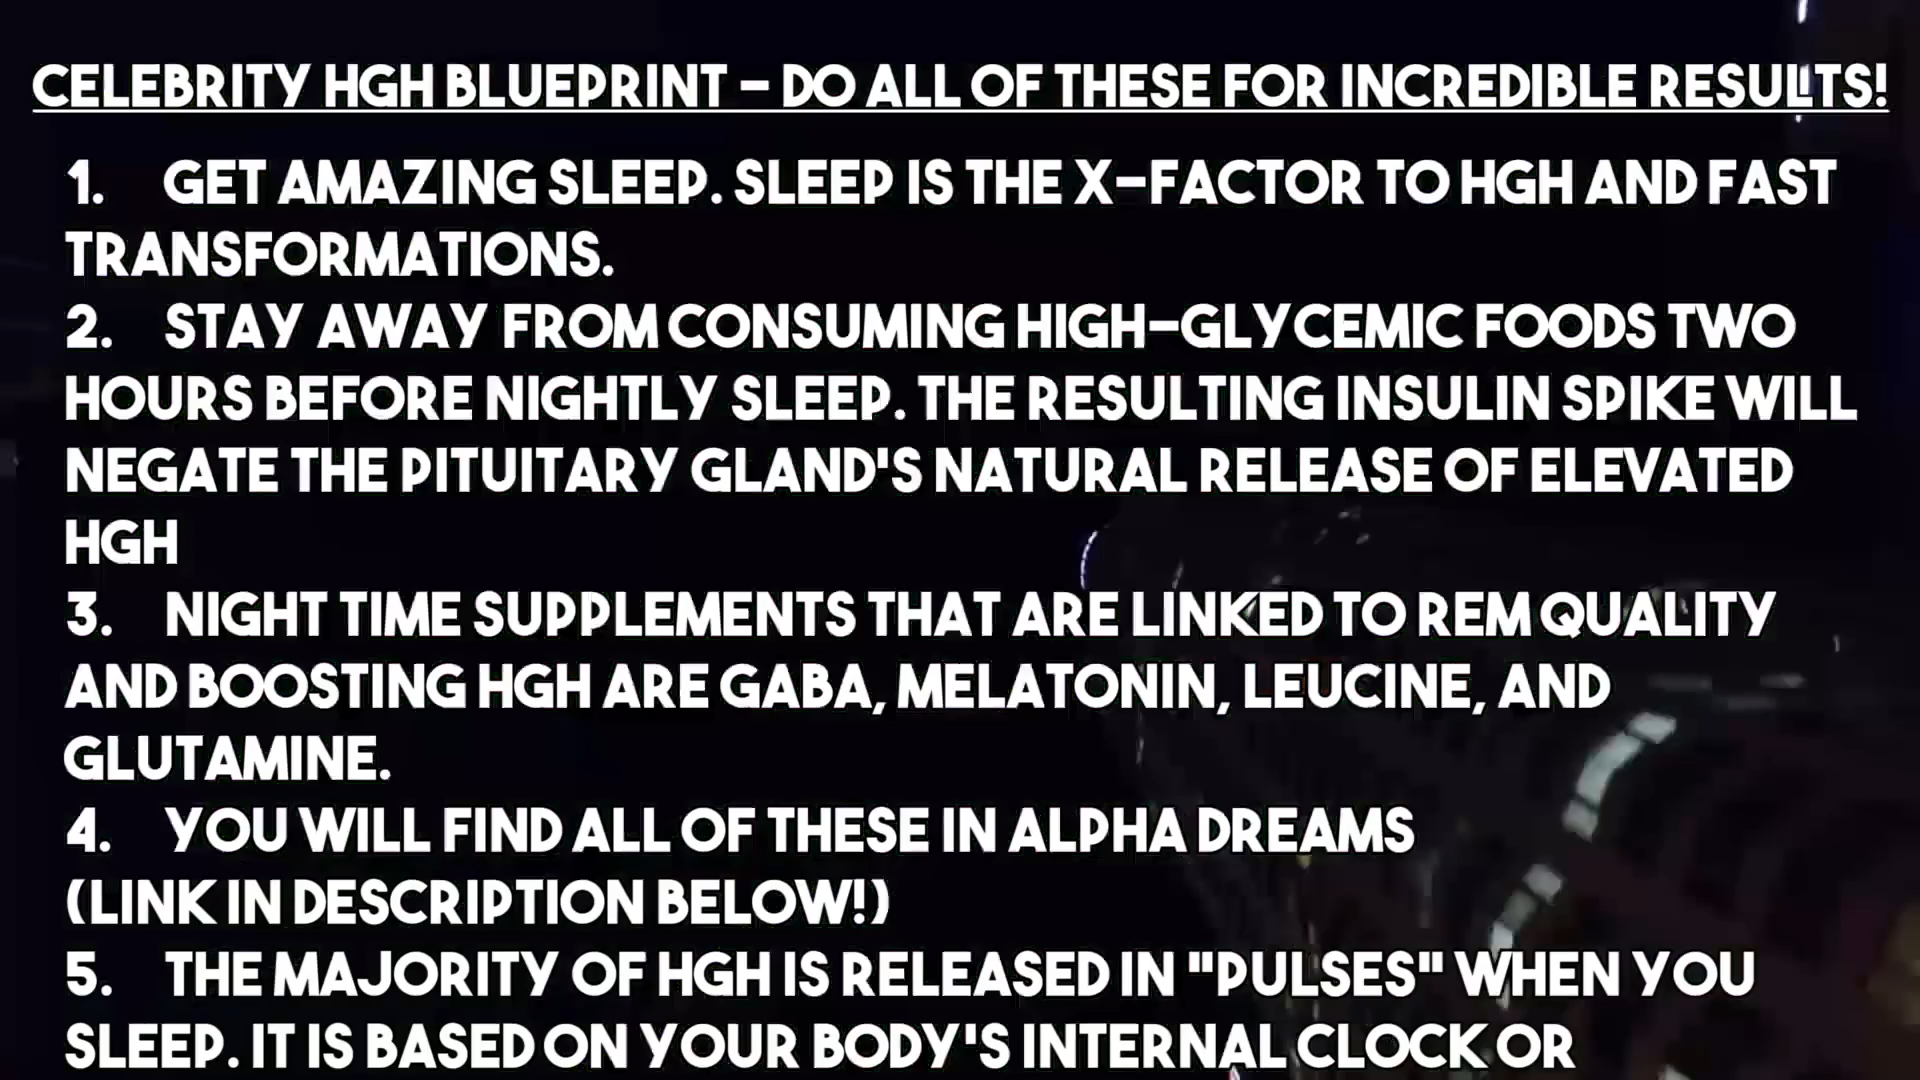 CELEBRITY HGH BLUEPRINT – DO ALL OF THESE FOR INCREDIBLE RESULTS!
1. GET AMAZING SLEEP. SLEEP IS THE X–FACTOR TO HGH AND FAST
TRANSFORMATIONS.
2. STAY AWAY FROM CONSUMING HIGH–GLYCEMIC FOODS TWO
HOURS BEFORE NIGHTLY SLEEP. THE RESULTING INSULIN SPIKE WILL
NEGATE THE PITUITARY GLAND'S NATURAL RELEASE OF ELEVATED
HGH
3. NIGHT TIME SUPPLEMENTS THAT ARE LINKED TO REM QUALITY
AND BOOSTING HGH ARE GABA, MELATONIN, LEUCINE, AND
GLUTAMINE.
4. YOU WILL FIND ALL OF THESE IN ALPHA DREAMS
(LINK IN DESCRIPTION BELOW!)
5. THE MAJORITY OF HGH IS RELEASED IN "PULSES" WHEN YOU
SLEEP. IT IS BASED ON YOUR BODY'S INTERNAL CLOCK OR